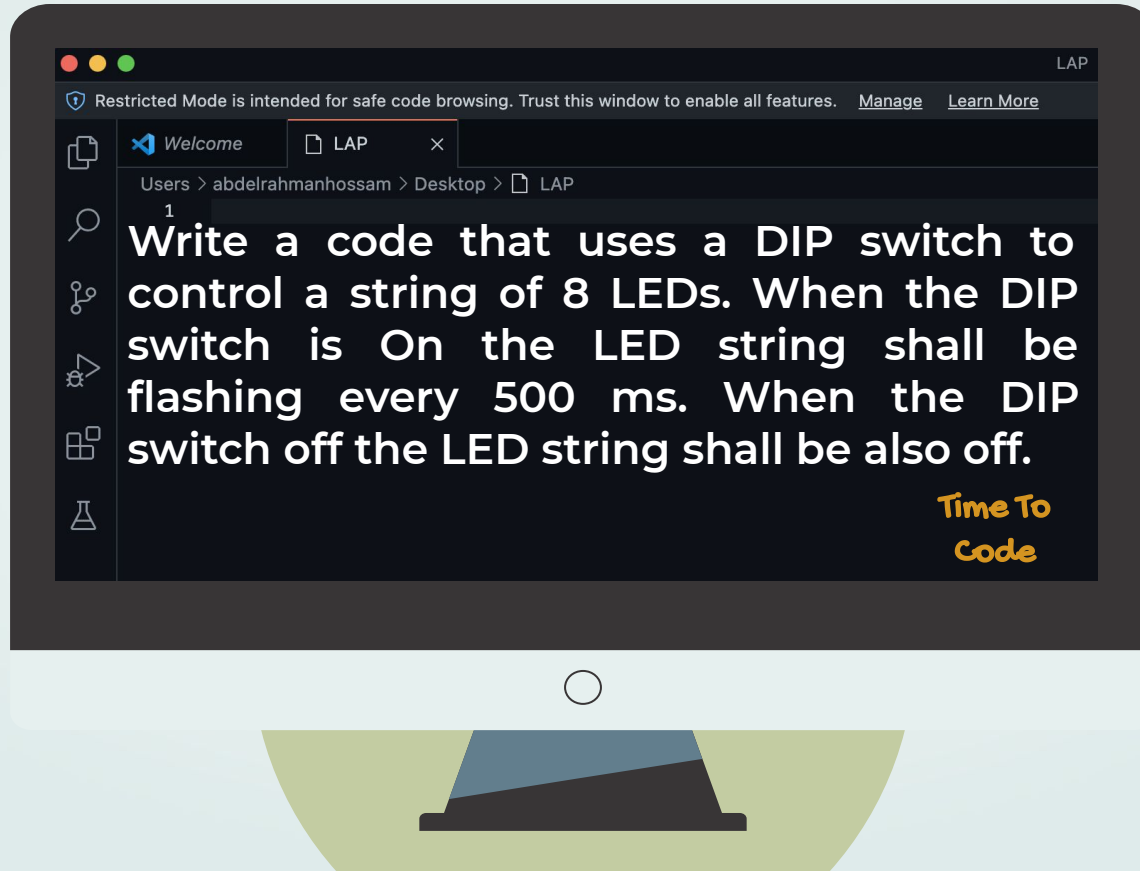 LAP
Restricted Mode is intended for safe code browsing. Trust this window to enable all features. Manage Learn More
Welcome LAP
Users > abdelrahmanhossam > Desktop > LAP
1
Write a code that uses a DIP switch to
control a string of 8 LEDs. When the DIP
switch is On the LED string shall be
flashing every 500 ms. When the DIP
switch off the LED string shall be also off.
Time To
Code